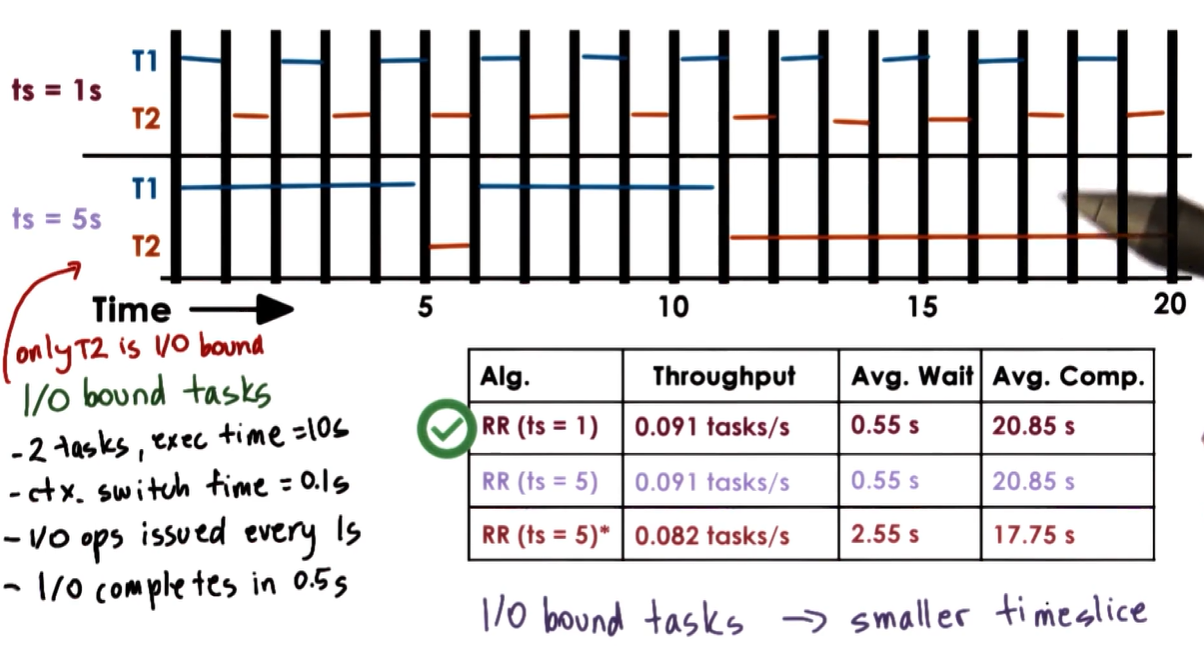 T1
ts = 1s
T2
T1
ts = 5s
T2
Time 5 10 15 20
only T2 is I/O bound
I/O bound tasks
- 2 tasks, exec time = 10s
- ctx. switch time = 0.1s
- I/O ops issued every 1s
- I/O completes in 0.5s
Alg. Throughput Avg. Wait Avg. Comp.
RR (ts = 1) 0.091 tasks/s 0.55 s 20.85 s
RR (ts = 5) 0.091 tasks/s 0.55 s 20.85 s
RR (ts = 5)* 0.082 tasks/s 2.55 s 17.75 s
I/O bound tasks → smaller timeslice